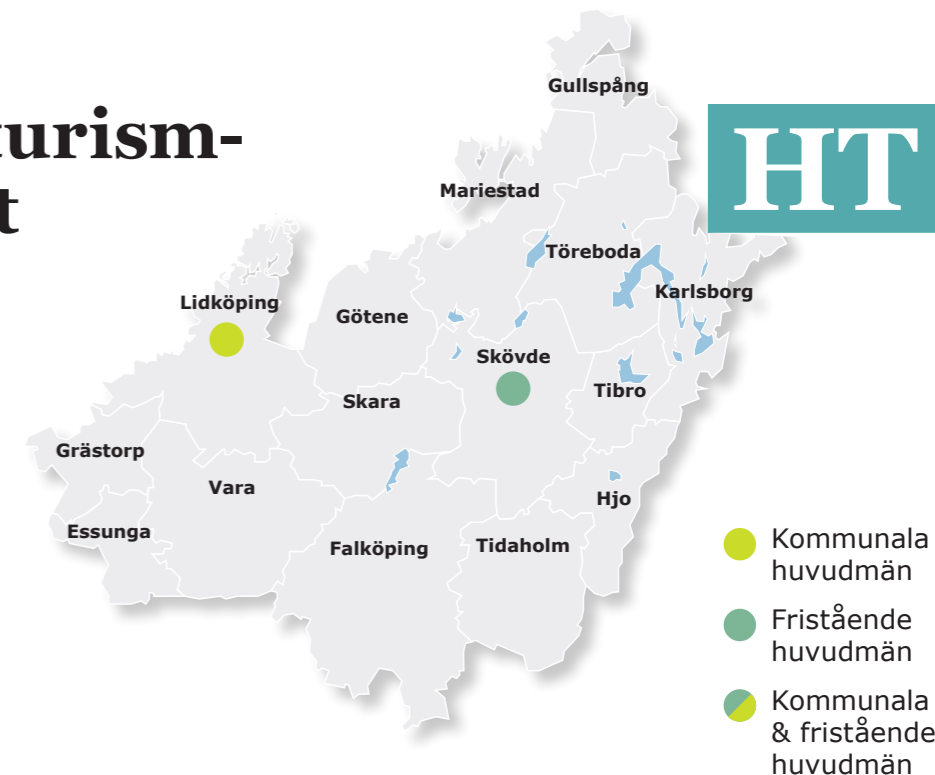 turism-
t
HT
Gullspång
Mariestad
Töreboda
Karlsborg
Lidköping
Götene
Skövde
Tibro
Skara
Grästorp
Vara
Hjo
Essunga
Falköping
Tidaholm
Kommunala
huvudmän
Fristående
huvudmän
Kommunala
& fristående
huvudmän